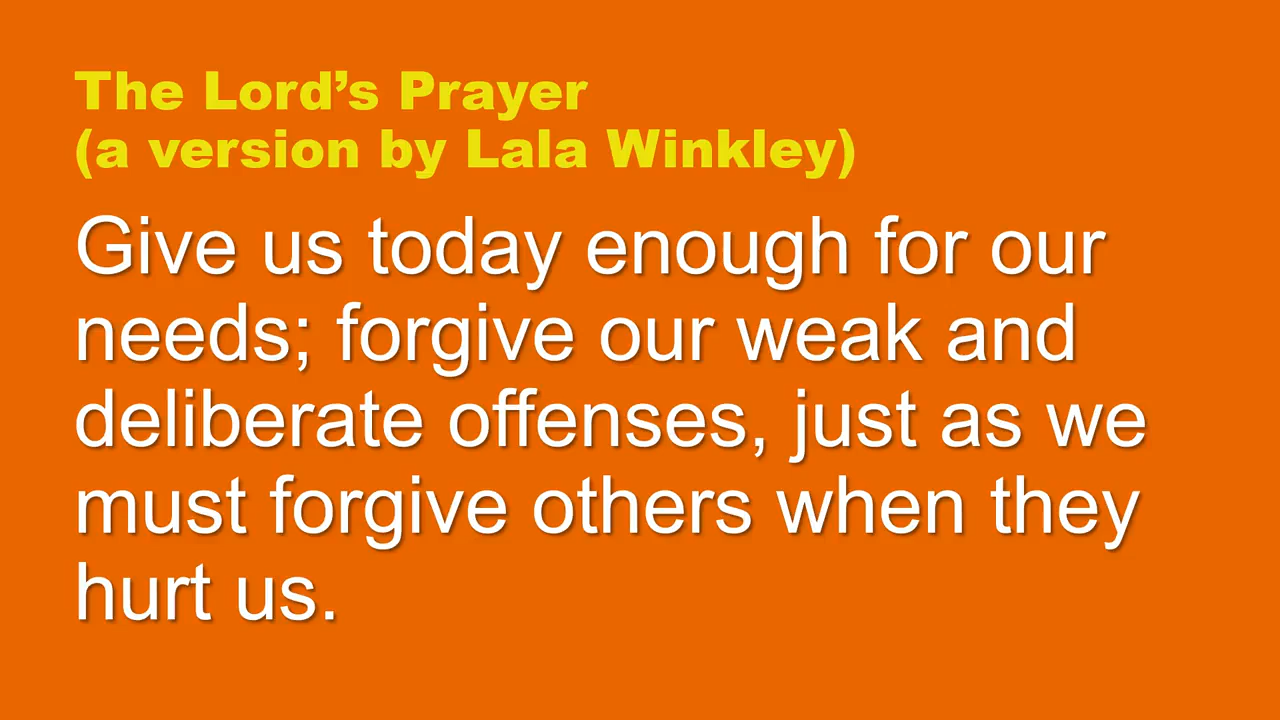 The Lord’s Prayer
(a version by Lala Winkley)
Give us today enough for our
needs; forgive our weak and
deliberate offenses, just as we
must forgive others when they
hurt us.